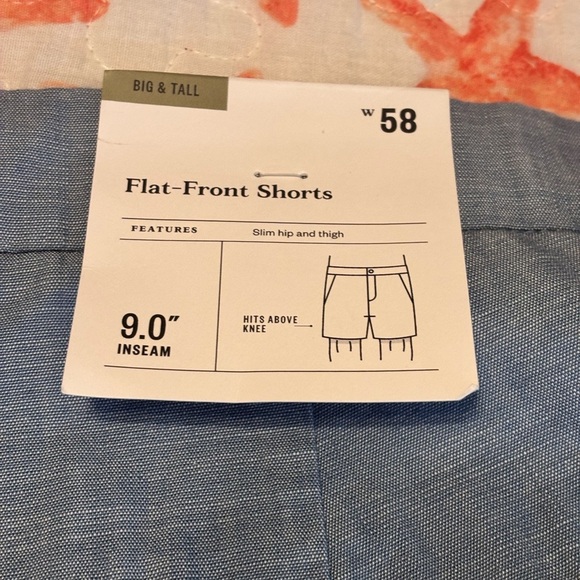 BIG & TALL
W 58
Flat-Front Shorts
FEATURES Slim hip and thigh
9.0″
INSEAM
HITS ABOVE
KNEE